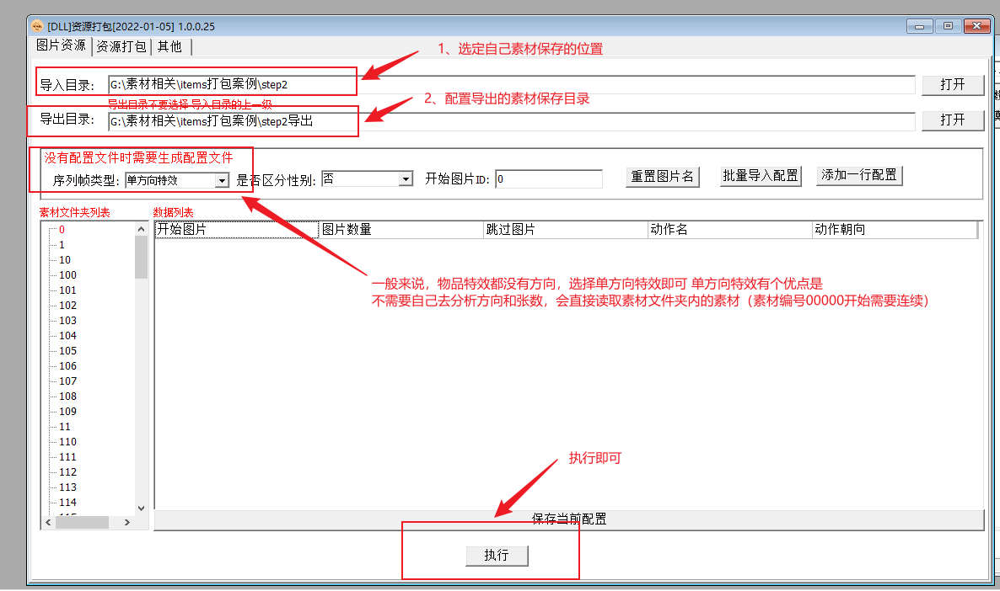 [DLL]资源打包[2022-01-05] 1.0.0.25
图片资源 资源打包 其他
1、选定自己素材保存的位置
导入目录: G:\素材相关\items打包案例\step2 打开
导出目录不要选择 导入目录的上一级
2、配置导出的素材保存目录
导出目录: G:\素材相关\items打包案例\step2导出 打开
没有配置文件时需要生成配置文件
序列帧类型: 单方向特效 是否区分性别: 否 开始图片ID: 0 重置图片名 批量导入配置 添加一行配置
素材文件夹列表 数据列表
开始图片 图片数量 跳过图片 动作名 动作朝向
0
1
10
100
101
102
103
104
105
106
107
108
109
11
110
111
112
113
114
一般来说，物品特效都没有方向，选择单方向特效即可 单方向特效有个优点是
不需要自己去分析方向和张数，会直接读取素材文件夹内的素材（素材编号00000开始需要连续）
执行即可
保存当前配置
执行